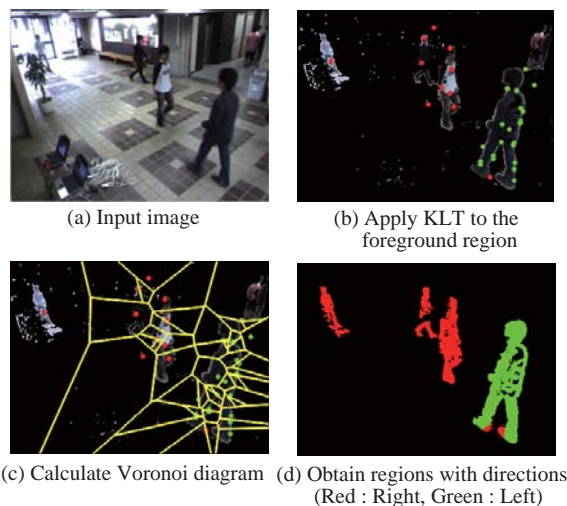 (a) Input image
(b) Apply KLT to the
foreground region
(c) Calculate Voronoi diagram
(d) Obtain regions with directions
(Red : Right, Green : Left)